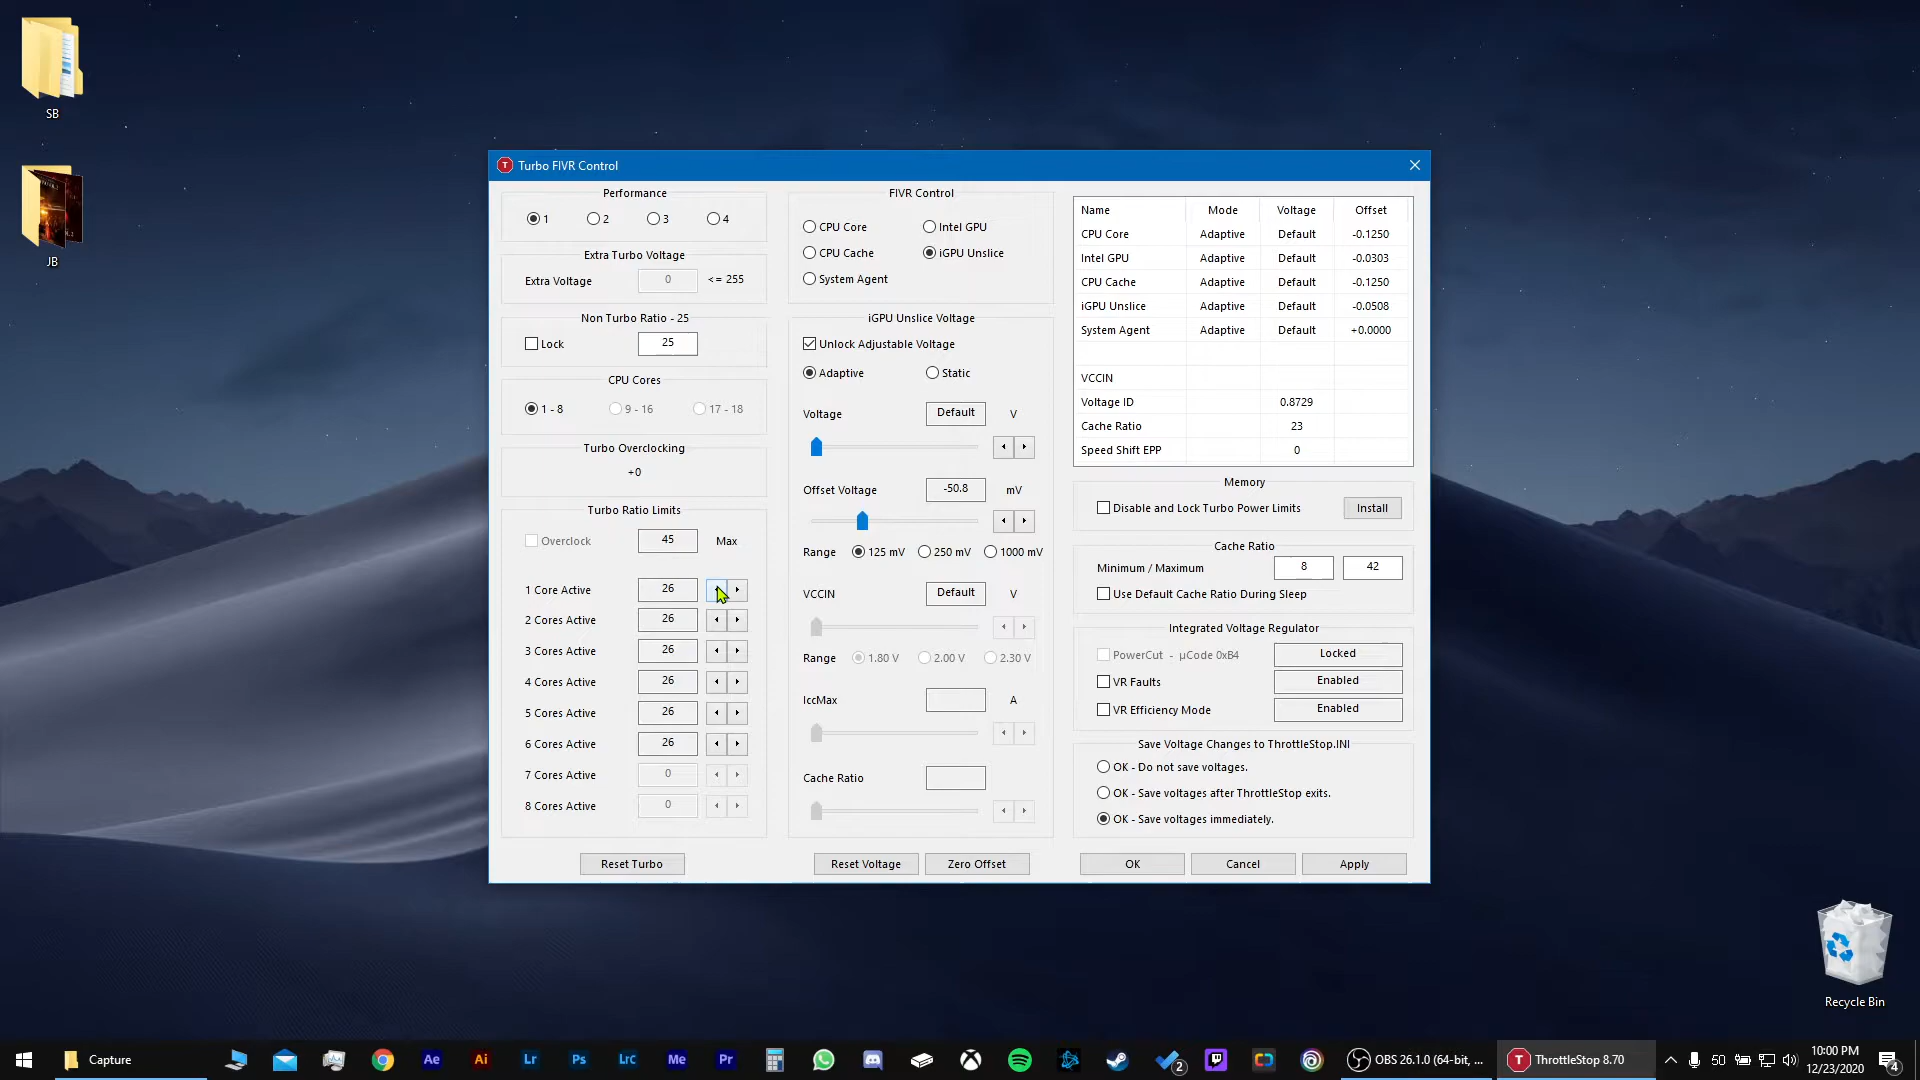 SB
JB
Turbo FIVR Control
Performance
1 2 3 4
Extra Turbo Voltage
Extra Voltage 0 <= 255
Non Turbo Ratio - 25
Lock 25
CPU Cores
1 - 8 9 - 16 17 - 18
Turbo Overclocking
+0
Turbo Ratio Limits
Overclock 45 Max
1 Core Active 26
2 Cores Active 26
3 Cores Active 26
4 Cores Active 26
5 Cores Active 26
6 Cores Active 26
7 Cores Active 0
8 Cores Active 0
Reset Turbo
FIVR Control
CPU Core Intel GPU
CPU Cache iGPU Unslice
System Agent
iGPU Unslice Voltage
Unlock Adjustable Voltage
Adaptive Static
Voltage Default V
Offset Voltage -50.8 mV
Range 125 mV 250 mV 1000 mV
VCCIN Default V
Range 1.80 V 2.00 V 2.30 V
IccMax A
Cache Ratio
Reset Voltage Zero Offset
Name Mode Voltage Offset
CPU Core Adaptive Default -0.1250
Intel GPU Adaptive Default -0.0303
CPU Cache Adaptive Default -0.1250
iGPU Unslice Adaptive Default -0.0508
System Agent Adaptive Default +0.0000
VCCIN
Voltage ID 0.8729
Cache Ratio 23
Speed Shift EPP 0
Memory
Disable and Lock Turbo Power Limits Install
Cache Ratio
Minimum / Maximum 8 42
Use Default Cache Ratio During Sleep
Integrated Voltage Regulator
PowerCut - µCode 0xB4 Locked
VR Faults Enabled
VR Efficiency Mode Enabled
Save Voltage Changes to ThrottleStop.INI
OK - Do not save voltages.
OK - Save voltages after ThrottleStop exits.
OK - Save voltages immediately.
OK Cancel Apply
Recycle Bin
Capture Ae Ai Lr Ps LrC Me Pr 2 OBS 26.1.0 (64-bit, ... T ThrottleStop 8.70 50 10:00 PM
12/23/2020 4